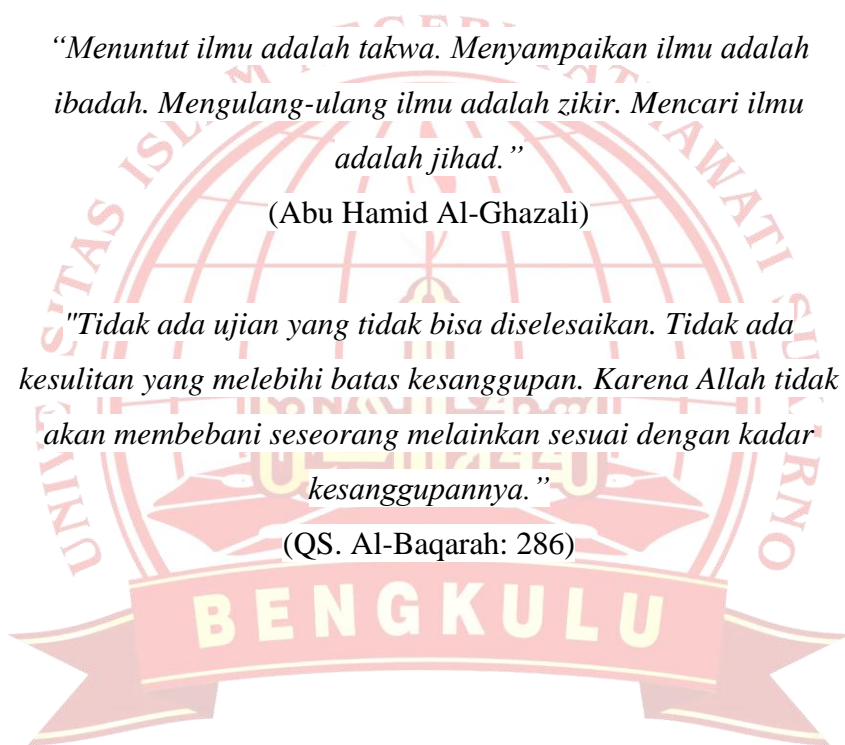 “Menuntut ilmu adalah takwa. Menyampaikan ilmu adalah
ibadah. Mengulang-ulang ilmu adalah zikir. Mencari ilmu
adalah jihad.”
(Abu Hamid Al-Ghazali)
"Tidak ada ujian yang tidak bisa diselesaikan. Tidak ada
kesulitan yang melebihi batas kesanggupan. Karena Allah tidak
akan membebani seseorang melainkan sesuai dengan kadar
kesanggupannya.”
(QS. Al-Baqarah: 286)
BENGKULU